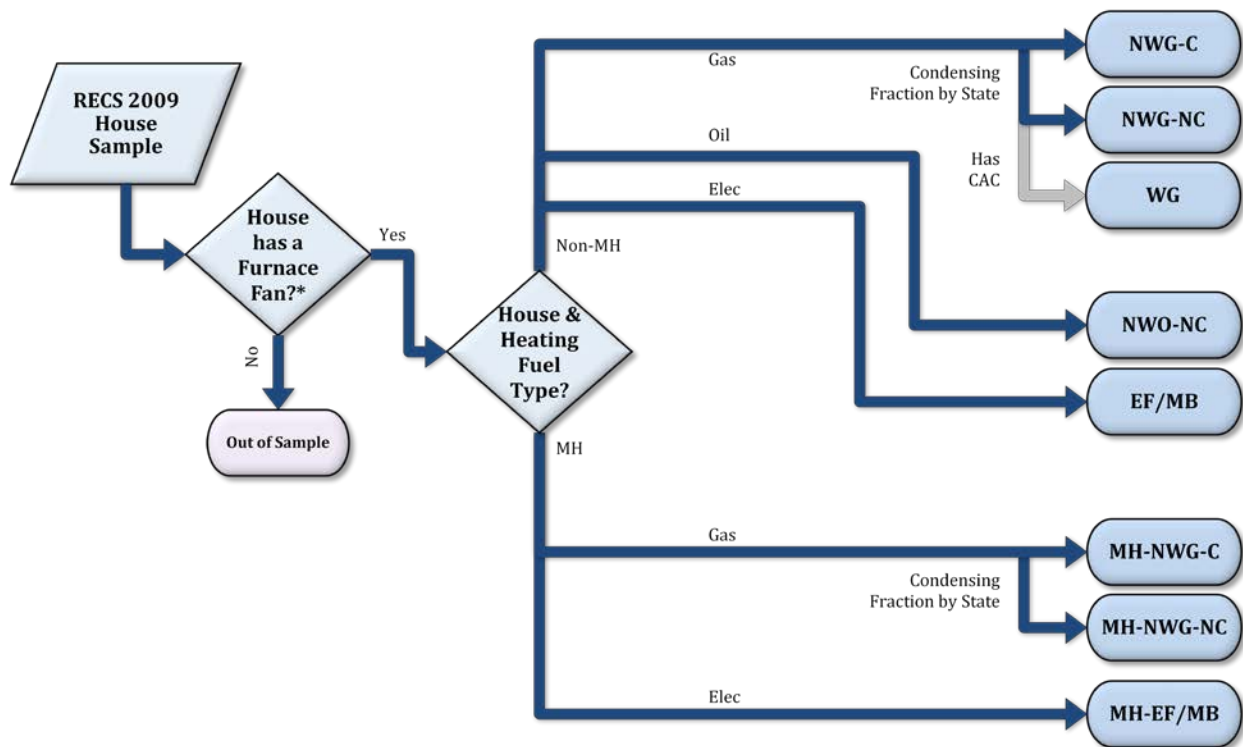 RECS 2009
House
Sample
House
has a
Furnace
Fan?*
Yes
No
Out of Sample
House &
Heating
Fuel
Type?
Non-MH
MH
Gas
Condensing
Fraction by State
Oil
Has
CAC
Elec
NWG-C
NWG-NC
WG
NWO-NC
EF/MB
Gas
Condensing
Fraction by State
Elec
MH-NWG-C
MH-NWG-NC
MH-EF/MB